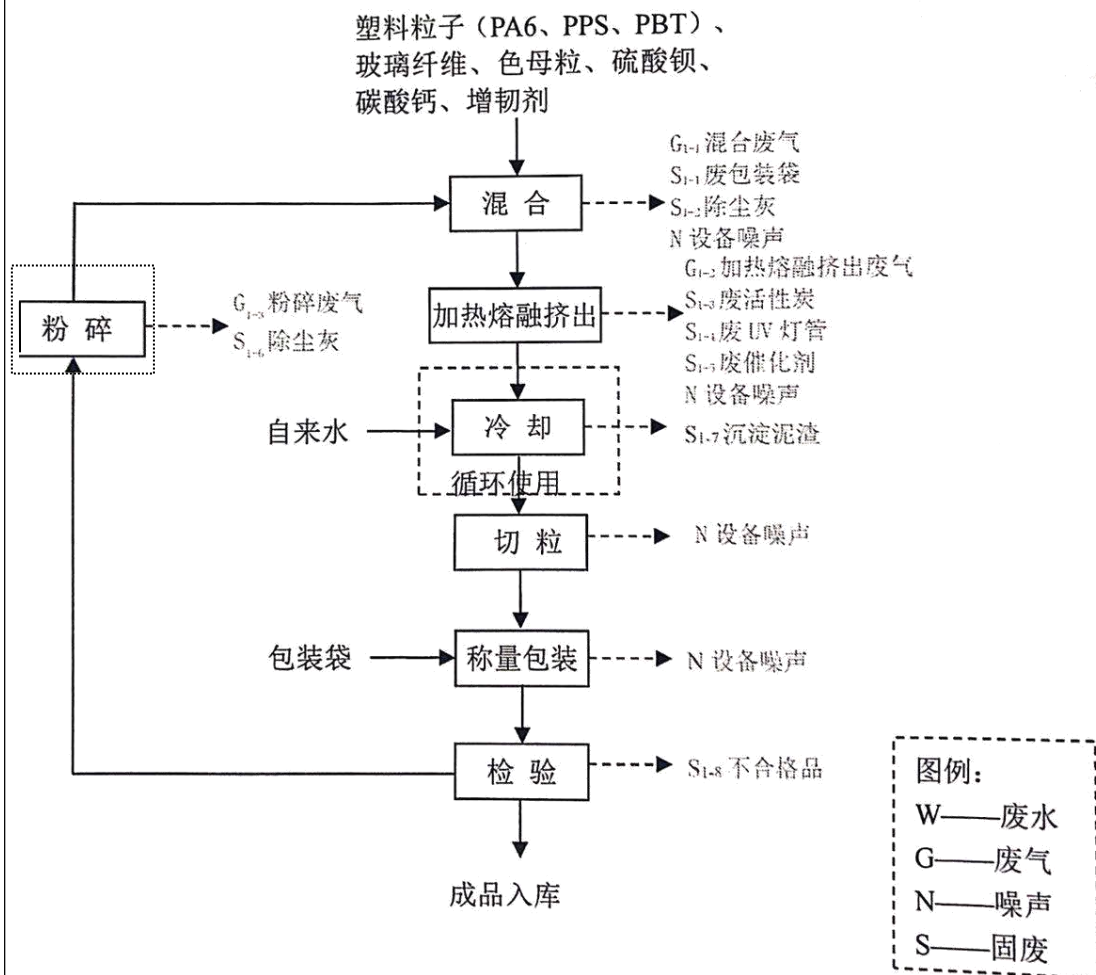 塑料粒子（PA6、PPS、PBT）、
玻璃纤维、色母粒、硫酸钡、
碳酸钙、增韧剂
混合
G₁₋₁混合废气
S₁₋₁废包装袋
S₁₋₂除尘灰
N 设备噪声
加热熔融挤出
G₁₋₂加热熔融挤出废气
S₁₋₃废活性炭
S₁₋₄废 UV 灯管
S₁₋₅废催化剂
N 设备噪声
粉碎
G₁₋₃粉碎废气
S₁₋₆除尘灰
自来水
冷却
循环使用
S₁₋₇沉淀泥渣
切粒
N 设备噪声
包装袋
称量包装
N 设备噪声
检验
S₁₋₈不合格品
成品入库
图例：
W——废水
G——废气
N——噪声
S——固废